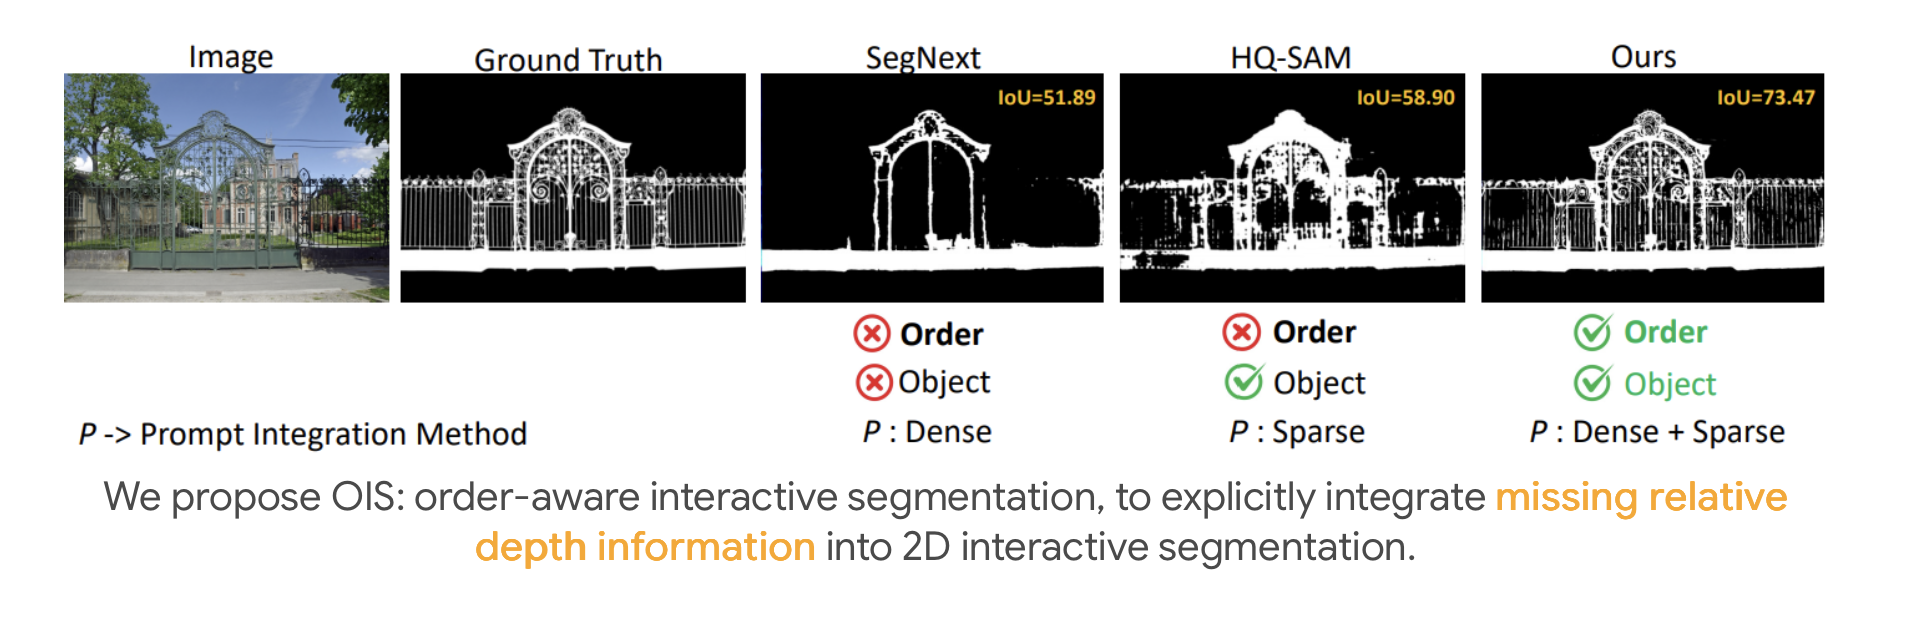 Image
Ground Truth
SegNext
HQ-SAM
Ours
IoU=51.89
IoU=58.90
IoU=73.47
Order
Order
Order
Object
Object
Object
P -> Prompt Integration Method
P : Dense
P : Sparse
P : Dense + Sparse
We propose OIS: order-aware interactive segmentation, to explicitly integrate missing relative
depth information into 2D interactive segmentation.